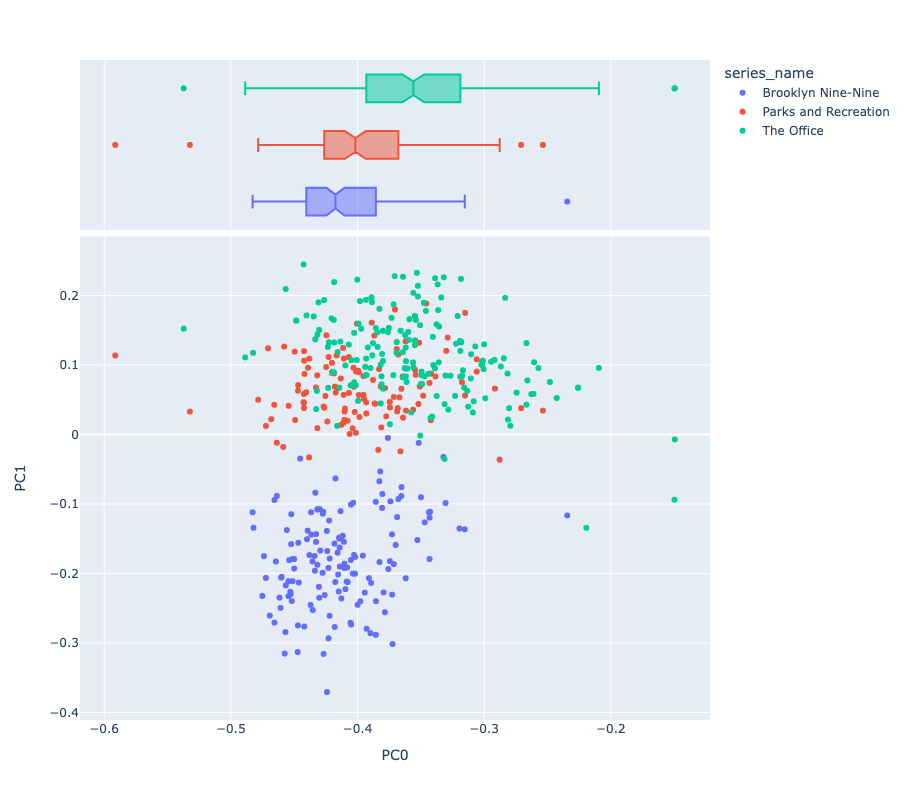 series_name
Brooklyn Nine-Nine
Parks and Recreation
The Office
0.2
0.1
0
−0.1
−0.2
−0.3
−0.4
PC1
−0.6 −0.5 −0.4 −0.3 −0.2
PC0